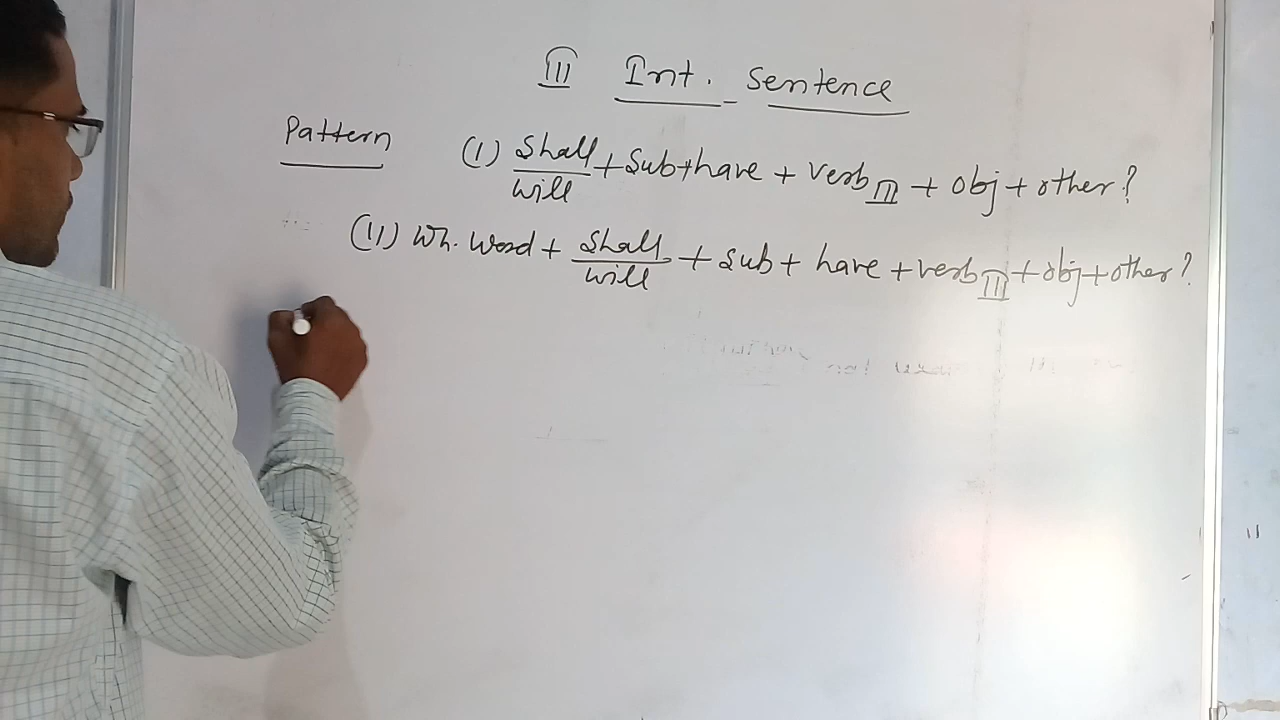 III Int. Sentence
Pattern (I) Shall/will + Sub + have + verb III + obj + other?
(II) Wh. Word + Shall/will + Sub + have + verb III + obj + other?